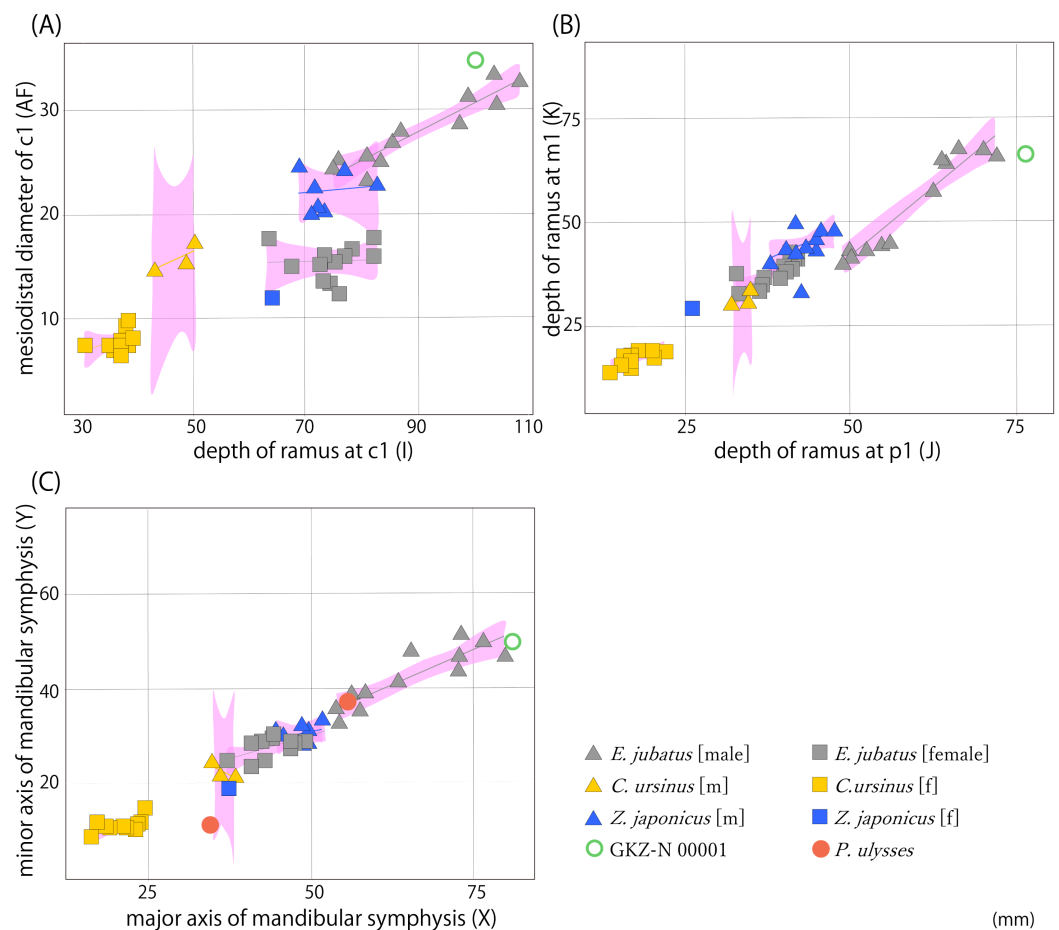 (A)
mesiodistal diameter of c1 (AF)
30
20
10
30
50
70
90
110
depth of ramus at c1 (I)
(B)
depth of ramus at m1 (K)
75
50
25
25
50
75
depth of ramus at p1 (J)
(C)
minor axis of mandibular symphysis (Y)
60
40
20
25
50
75
major axis of mandibular symphysis (X)
E. jubatus [male]
E. jubatus [female]
C. ursinus [m]
C.ursinus [f]
Z. japonicus [m]
Z. japonicus [f]
GKZ-N 00001
P. ulysses
(mm)